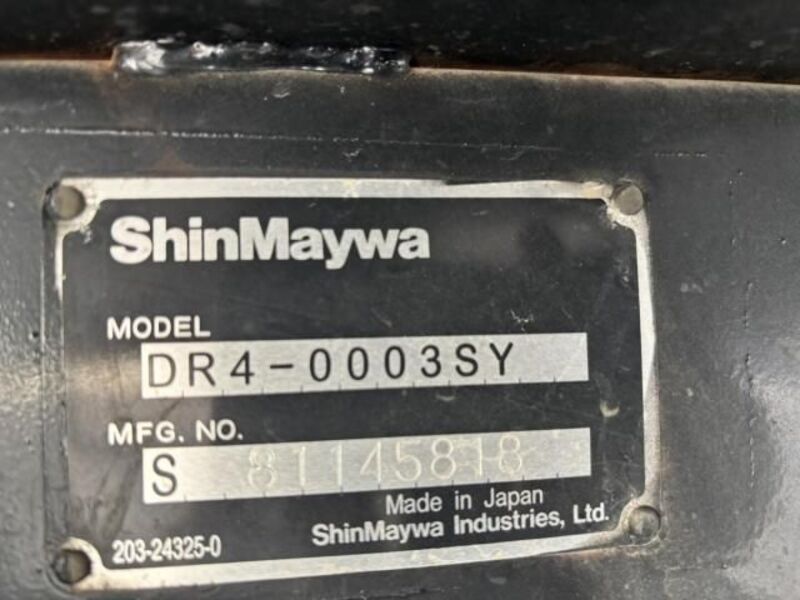 ShinMaywa
MODEL
DR4-0003SY
MFG. NO.
S 81145818
Made in Japan
203-24325-0 ShinMaywa Industries, Ltd.